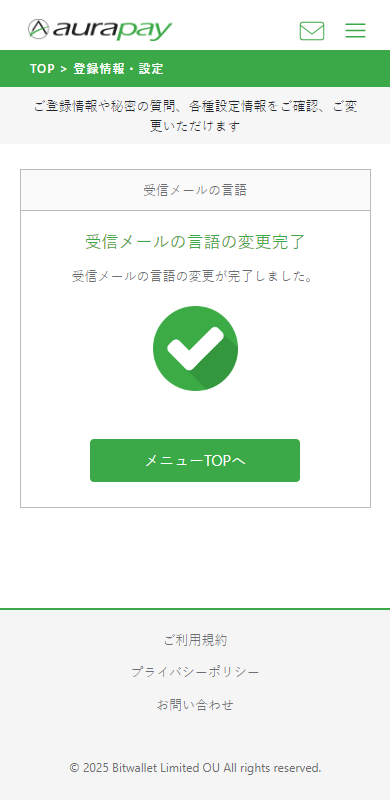 aurapay
TOP > 登録情報・設定
ご登録情報や秘密の質問、各種設定情報をご確認、ご変
更いただけます
受信メールの言語
受信メールの言語の変更完了
受信メールの言語の変更が完了しました。
メニューTOPへ
ご利用規約
プライバシーポリシー
お問い合わせ
© 2025 Bitwallet Limited OU All rights reserved.